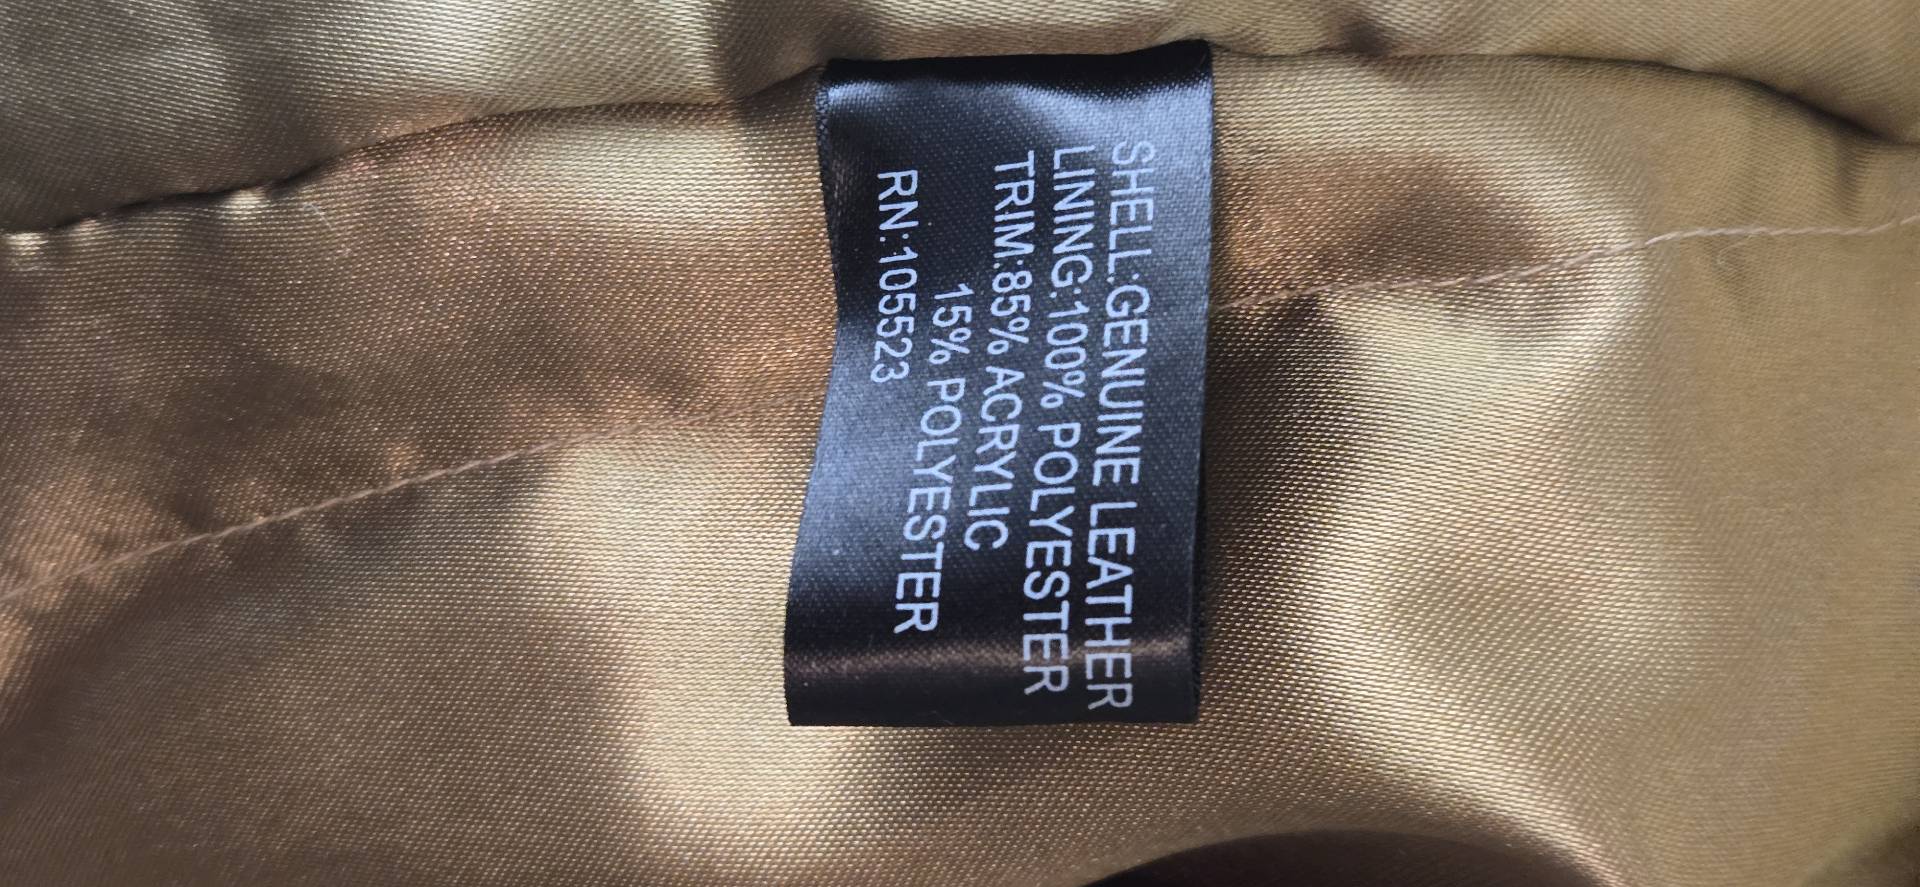 SHELL:GENUINE LEATHER
LINING:100% POLYESTER
TRIM:85% ACRYLIC
15% POLYESTER
RN:105523